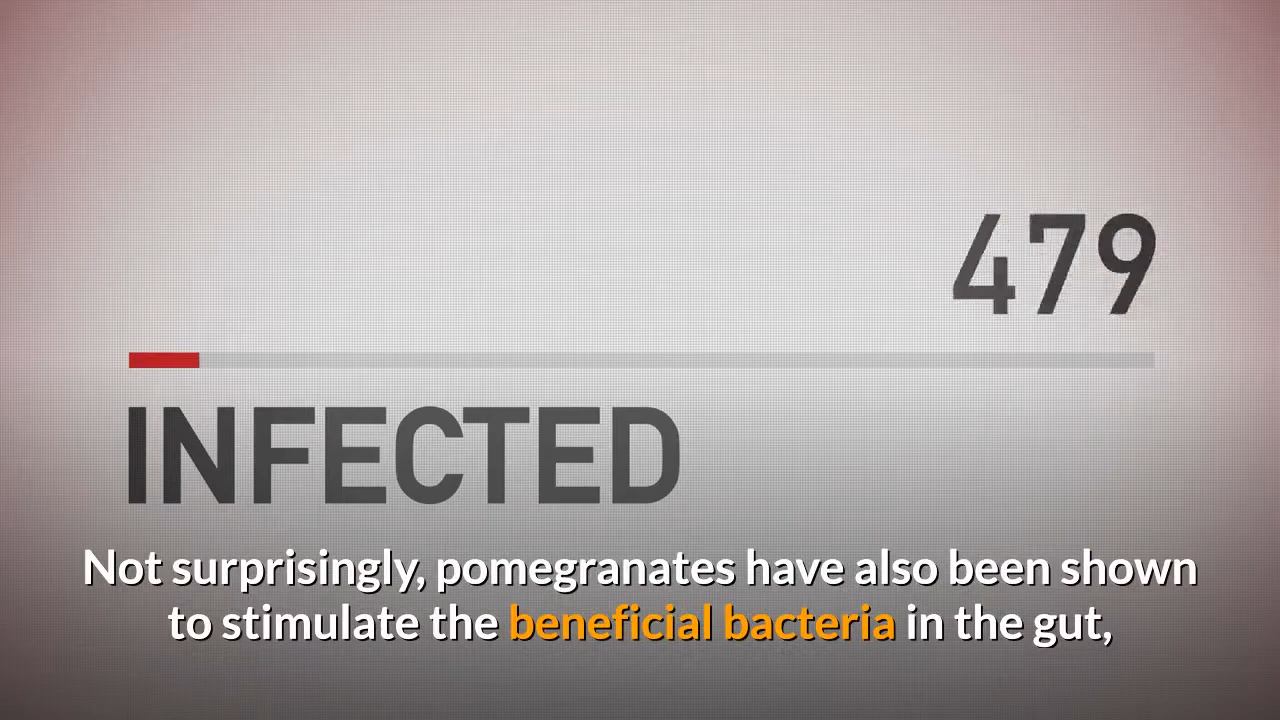 479
INFECTED
Not surprisingly, pomegranates have also been shown
to stimulate the beneficial bacteria in the gut,